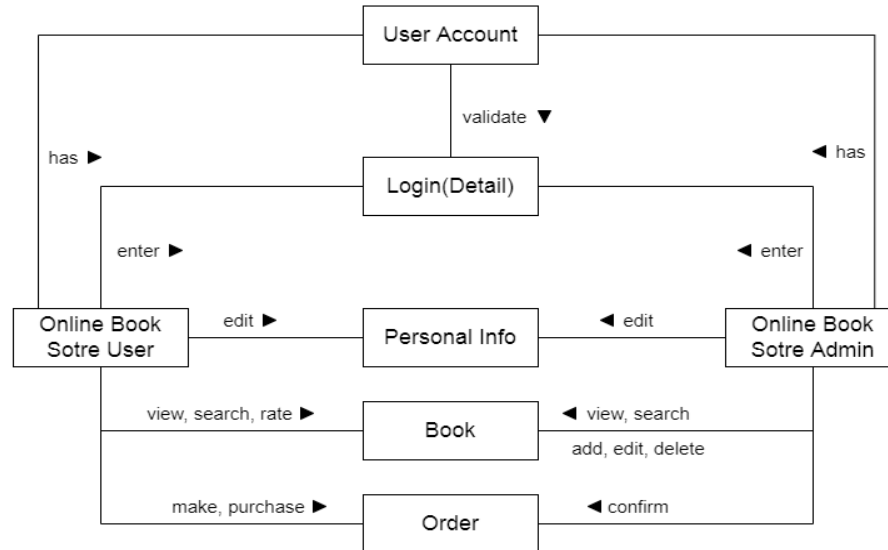 User Account
validate ▼
has ►
◄ has
Login(Detail)
enter ►
◄ enter
Online Book
Sotre User
edit ►
Personal Info
◄ edit
Online Book
Sotre Admin
view, search, rate ►
Book
◄ view, search
add, edit, delete
make, purchase ►
Order
◄ confirm